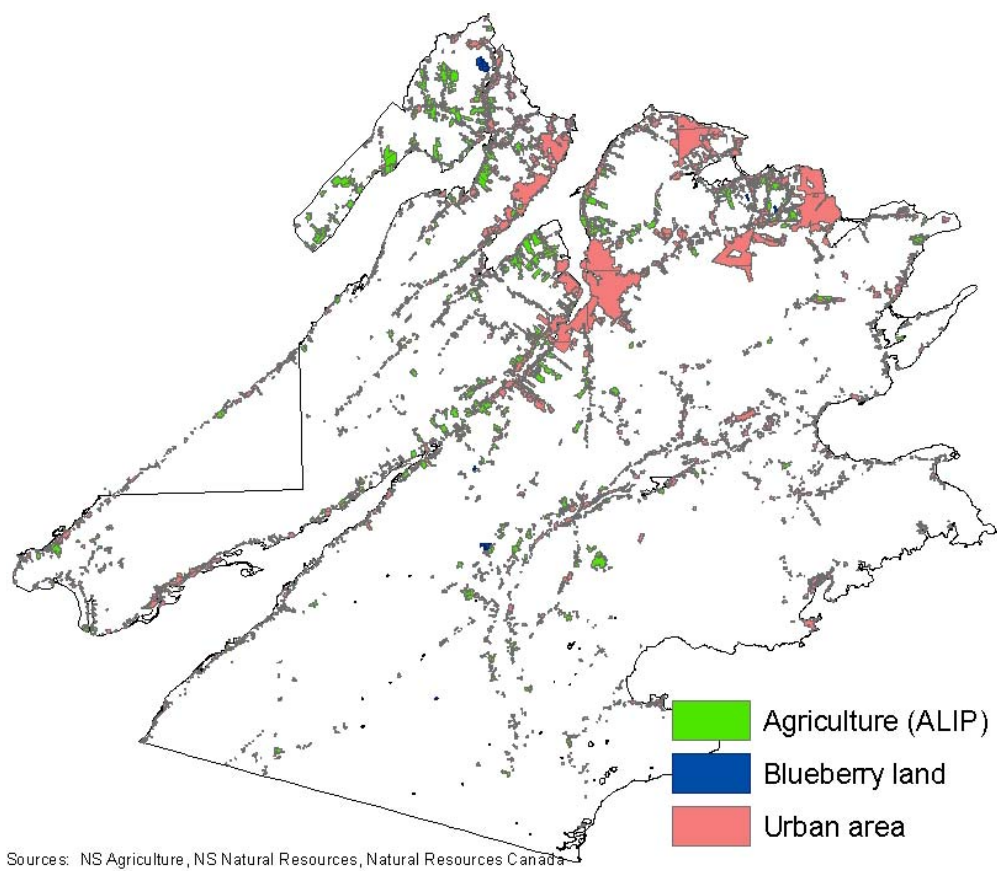 Agriculture (ALIP)
Blueberry land
Urban area
Sources: NS Agriculture, NS Natural Resources, Natural Resources Canada